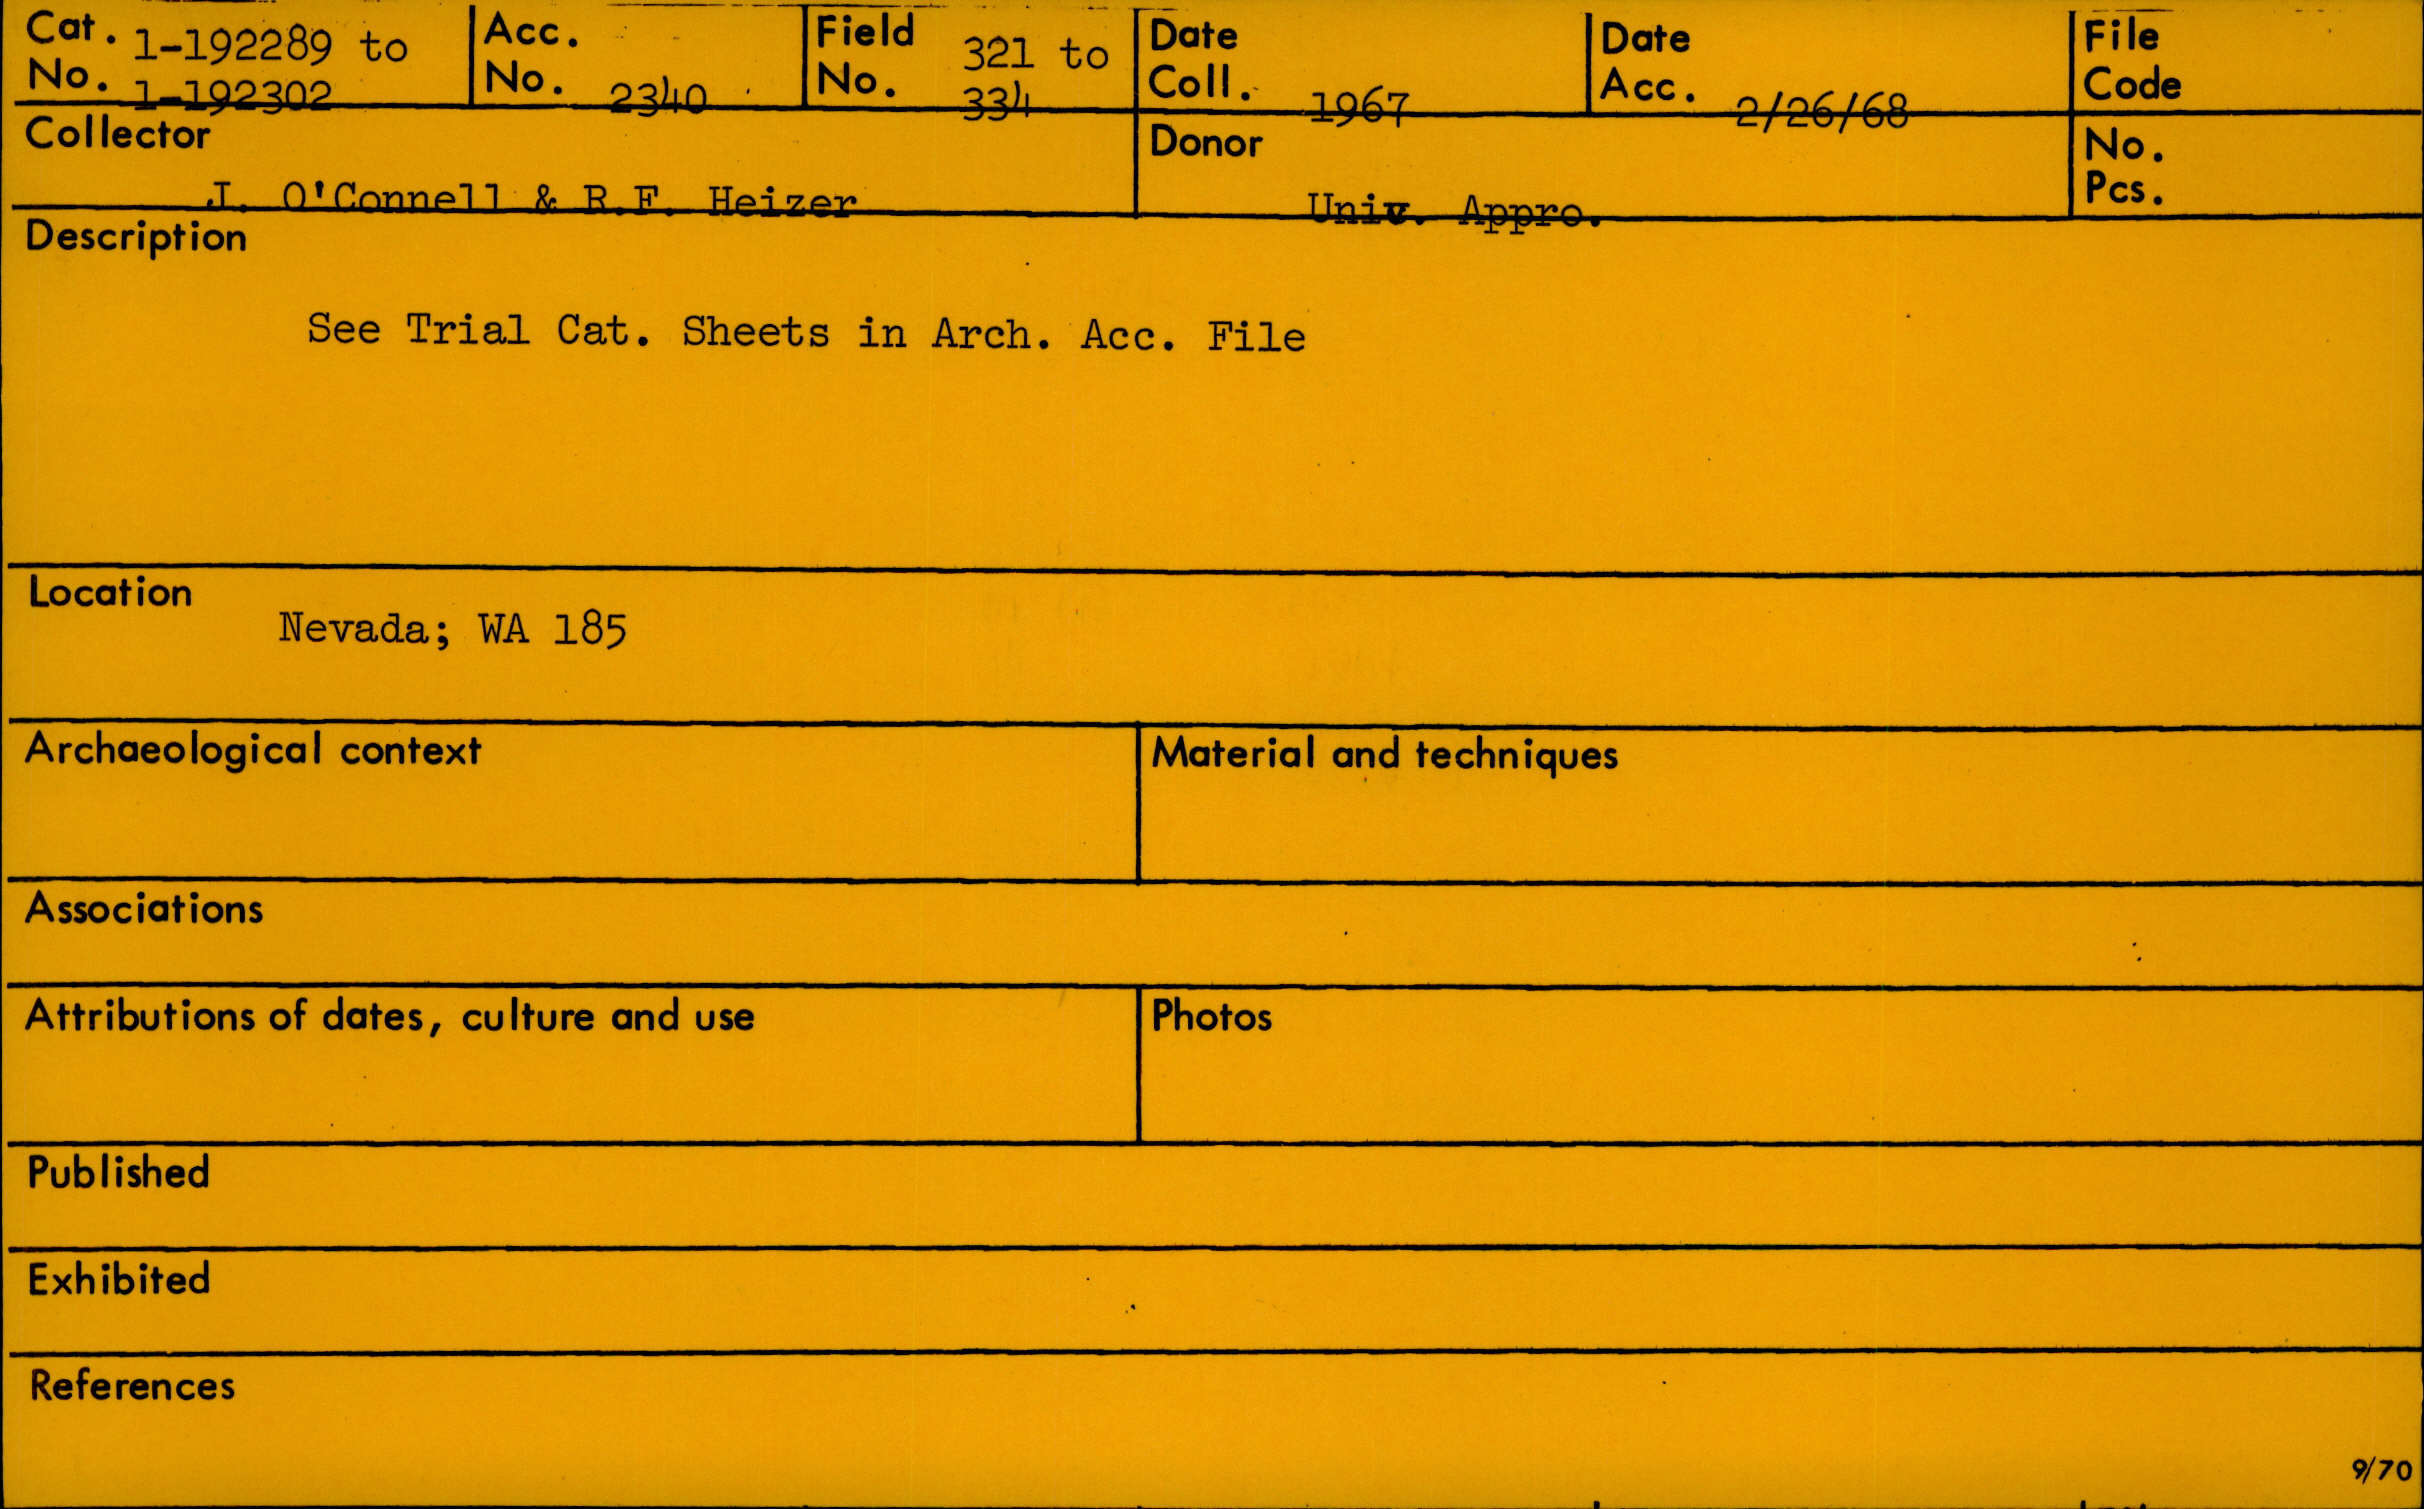 Cat. No. 1-192289 to 1-192302
Acc. No. 2340
Field No. 321 to 334
Date Coll. 1967
Date Acc. 2/26/68
File Code
Collector
J. O'Connell & R.F. Heizer
Donor
Univ. Appro.
No. Pcs.
Description
See Trial Cat. Sheets in Arch. Acc. File
Location
Nevada; WA 185
Archaeological context
Material and techniques
Associations
Attributions of dates, culture and use
Photos
Published
Exhibited
References
9/70